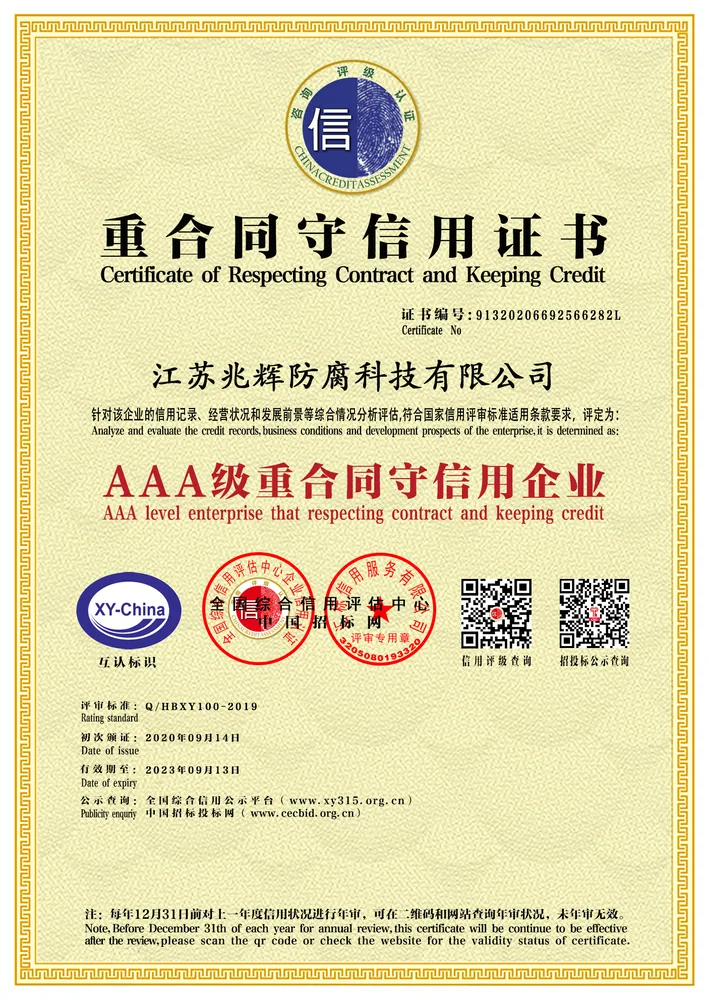 咨询 评级 认证
信
CHINACREDITASSESSMENT
重合同守信用证书
Certificate of Respecting Contract and Keeping Credit
证书编号:91320206692566282L
Certificate No
江苏兆辉防腐科技有限公司
针对该企业的信用记录、经营状况和发展前景等综合情况分析评估,符合国家信用评审标准适用条款要求，评定为：
Analyze and evaluate the credit records,business conditions and development prospects of the enterprise,it is determined as:
AAA级重合同守信用企业
AAA level enterprise that respecting contract and keeping credit
XY-China
互认标识
全国综合信用评估中心
中国招标网
信
评审专用章
3205080193320
信用评级查询
招投标公示查询
评审标准：Q/HBXY100-2019
Rating standard
初次颁证：2020年09月14日
Date of issue
有效期至：2023年09月13日
Date of expiry
公示查询：全国综合信用公示平台（www.xy315.org.cn）
Publicity enquriy 中国招标投标网（www.cecbid.org.cn）
注：每年12月31日前对上一年度信用状况进行年审，可在二维码和网站查询年审状况，未年审无效。
Note,Before December 31th of each year for annual review,this certificate will be continue to be effective
after the review,please scan the qr code or check the website for the validity status of certificate.